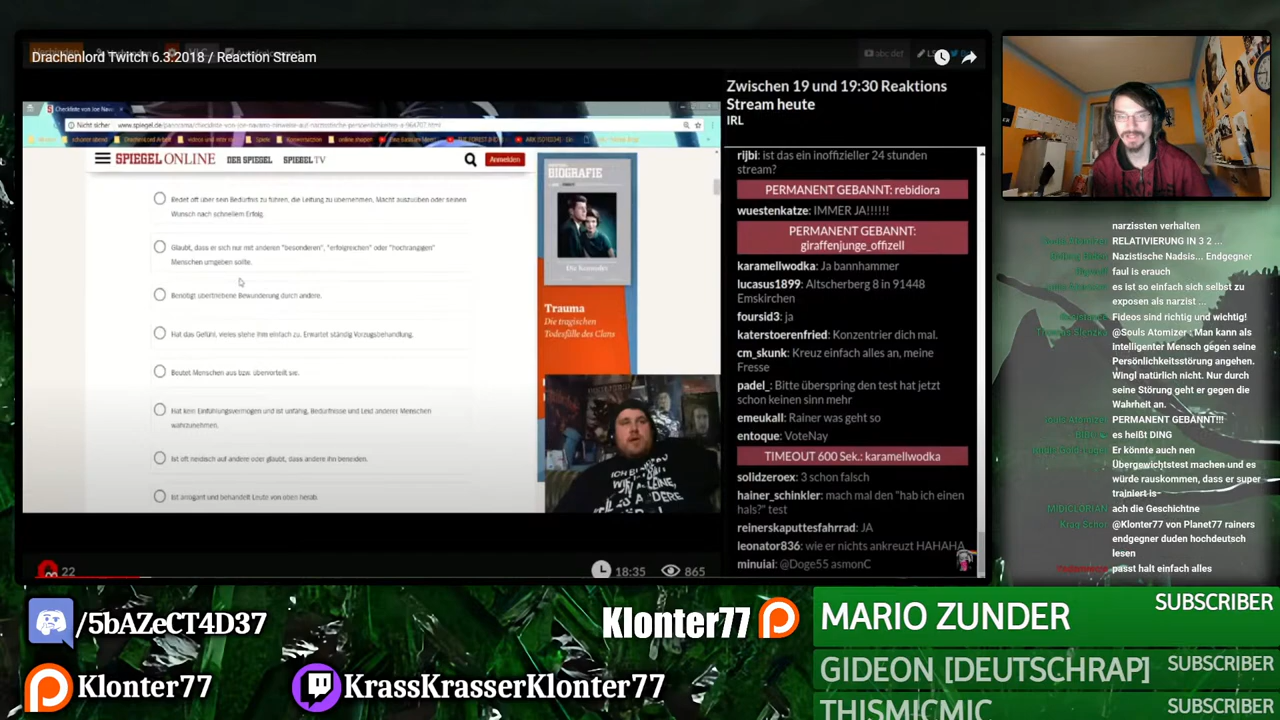 Drachenlord Twitch 6.3.2018 / Reaction Stream
abc def
Checkliste von Joe Nav
Nicht sicher
SPIEGEL ONLINE
DER SPIEGEL
SPIEGEL TV
Anmelden
Redet oft über sein Bedürfnis zu führen, die Leitung zu übernehmen, Macht auszuüben oder seinen
Wunsch nach schnellem Erfolg.
Glaubt, dass er sich nur mit anderen "besonderen", "erfolgreichen" oder "hochrangigen"
Menschen umgeben sollte.
Benötigt übertriebene Bewunderung durch andere.
Hat das Gefühl, vieles stehe ihm einfach zu. Erwartet ständig Vorzugsbehandlung.
Beutet Menschen aus bzw. übervorteilt sie.
Hat kein Einfühlungsvermögen und ist unfähig, Bedürfnisse und Leid anderer Menschen
wahrzunehmen.
Ist oft neidisch auf andere oder glaubt, dass andere ihn beneiden.
Ist arrogant und behandelt Leute von oben herab.
BIOGRAFIE
Die Kennedys
Trauma
Die tragischen
Todesfälle des Clans
22
18:35
865
Zwischen 19 und 19:30 Reaktions
Stream heute
IRL
rijbi: ist das ein inoffizieller 24 stunden
stream?
PERMANENT GEBANNT: rebidiora
wuestenkatze: IMMER JA!!!!!!
PERMANENT GEBANNT:
giraffenjunge_offizell
karamellwodka: Ja bannhammer
lucasus1899: Altscherberg 8 in 91448
Emskirchen
foursid3: ja
katerstoerenfried: Konzentrier dich mal.
cm_skunk: Kreuz einfach alles an, meine
Fresse
padel_: Bitte überspring den test hat jetzt
schon keinen sinn mehr
emeukall: Rainer was geht so
entoque: VoteNay
TIMEOUT 600 Sek.: karamellwodka
solidzeroex: 3 schon falsch
hainer_schinkler: mach mal den "hab ich einen
hals?" test
reinerskaputtesfahrrad: JA
leonator836: wie er nichts ankreuzt HAHAHA
minuial: @Doge55 asmonC
narzissten verhalten
RELATIVIERUNG IN 3 2 ...
Nazistische Nadsis... Endgegner
faul is erauch
es ist so einfach sich selbst zu
exposen als narzist ...
Fideos sind richtig und wichtig!
@Souls Atomizer : Man kann als
intelligenter Mensch gegen seine
Persönlichkeitsstörung angehen.
Wingl natürlich nicht. Nur durch
seine Störung geht er gegen die
Wahrheit an.
PERMANENT GEBANNT!!!
es heißt DING
Er könnte auch nen
Übergewichtstest machen und es
würde rauskommen, dass er super
trainiert is-
MIDICLORIAN ach die Geschichtne
@Klonter77 von Planet77 rainers
endgegner duden hochdeutsch
lesen
passt halt einfach alles
/5bAZeCT4D37
Klonter77
Klonter77
KrassKrasserKlonter77
MARIO ZUNDER SUBSCRIBER
GIDEON [DEUTSCHRAP] SUBSCRIBER
THISMICMIC SUBSCRIBER